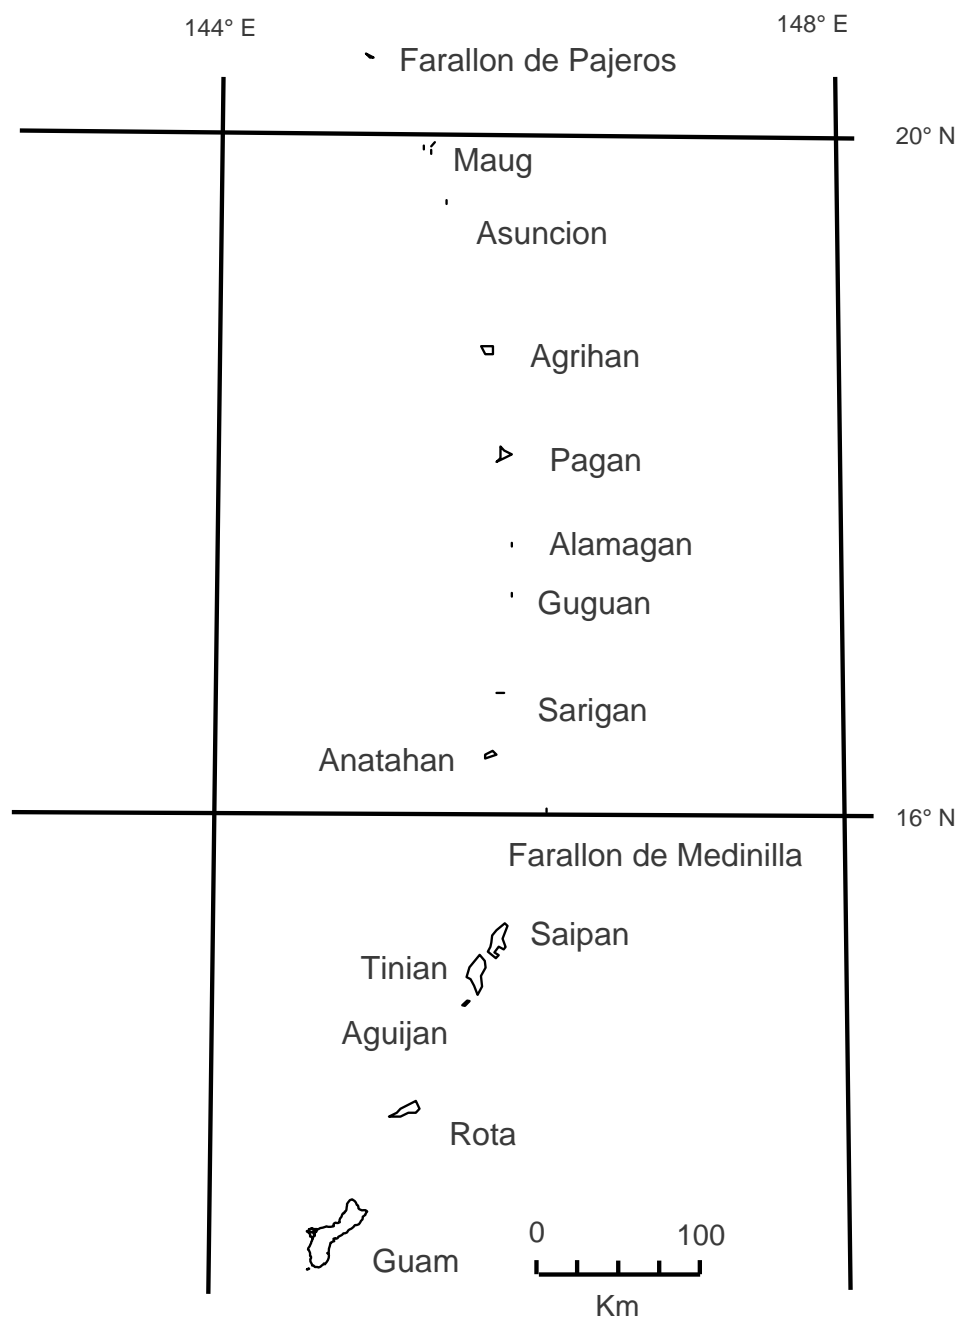 144° E
148° E
Farallon de Pajeros
20° N
Maug
Asuncion
Agrihan
Pagan
Alamagan
Guguan
Sarigan
Anatahan
16° N
Farallon de Medinilla
Saipan
Tinian
Aguijan
Rota
0 100
Guam
Km